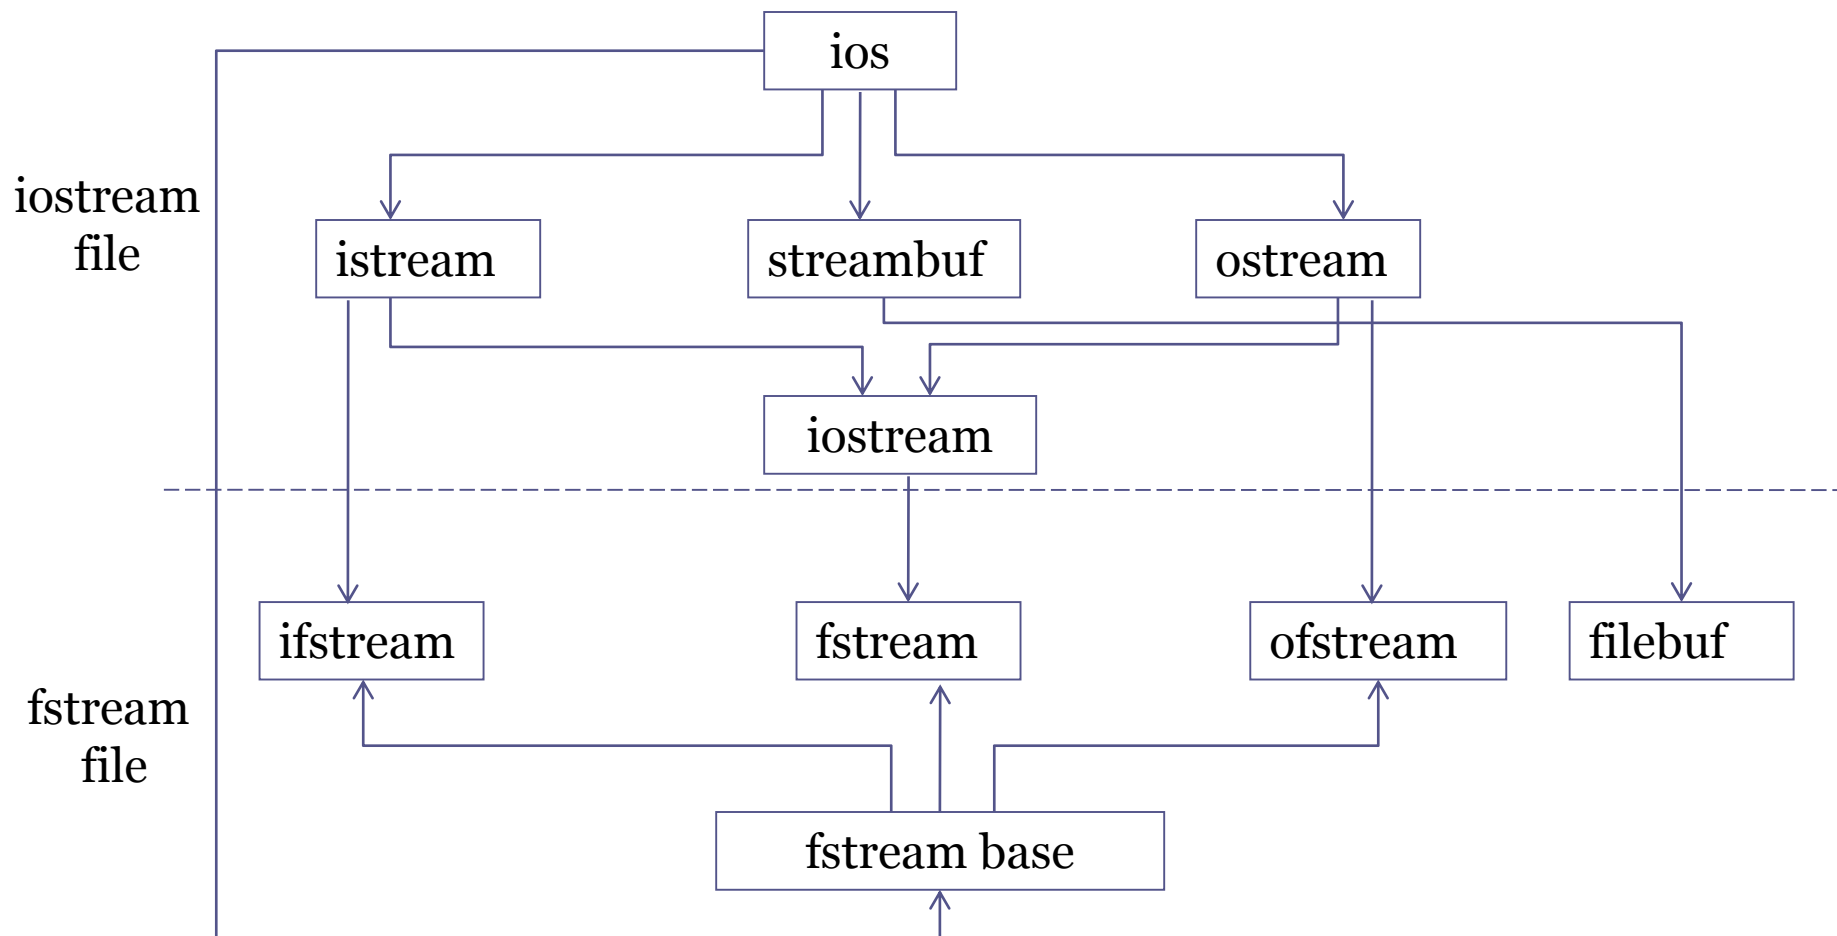 ios
iostream
file
istream
streambuf
ostream
iostream
ifstream
fstream
ofstream
filebuf
fstream
file
fstream base